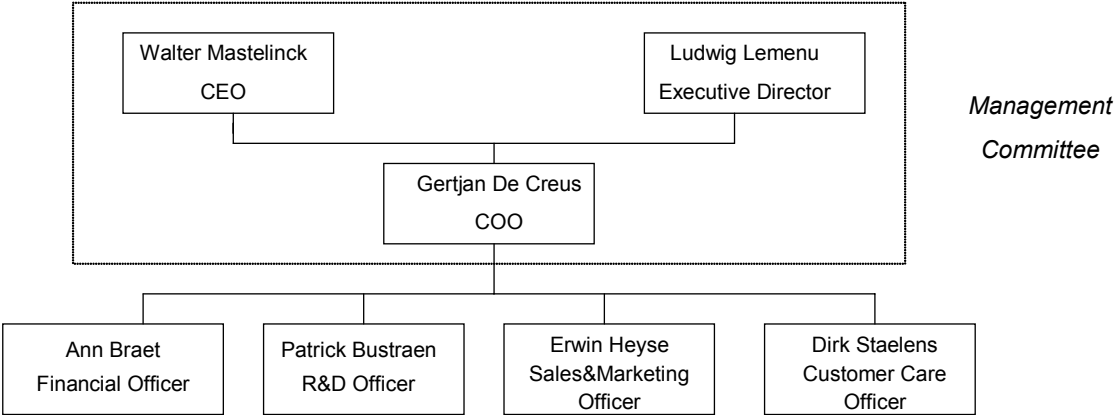 Walter Mastelinck
CEO
Ludwig Lemenu
Executive Director
Management
Committee
Gertjan De Creus
COO
Ann Braet
Financial Officer
Patrick Bustraen
R&D Officer
Erwin Heyse
Sales&Marketing
Officer
Dirk Staelens
Customer Care
Officer